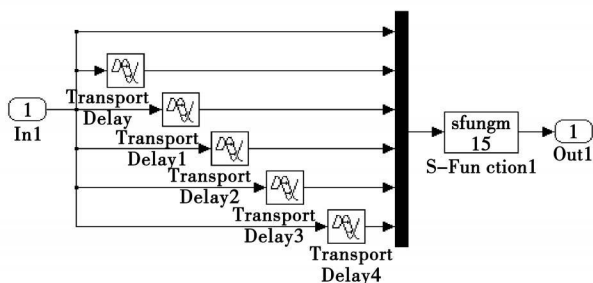 1
In1
Transport
Delay
Transport
Delay1
Transport
Delay2
Transport
Delay3
Transport
Delay4
sfungm
15
S-Fun ction1
1
Out1